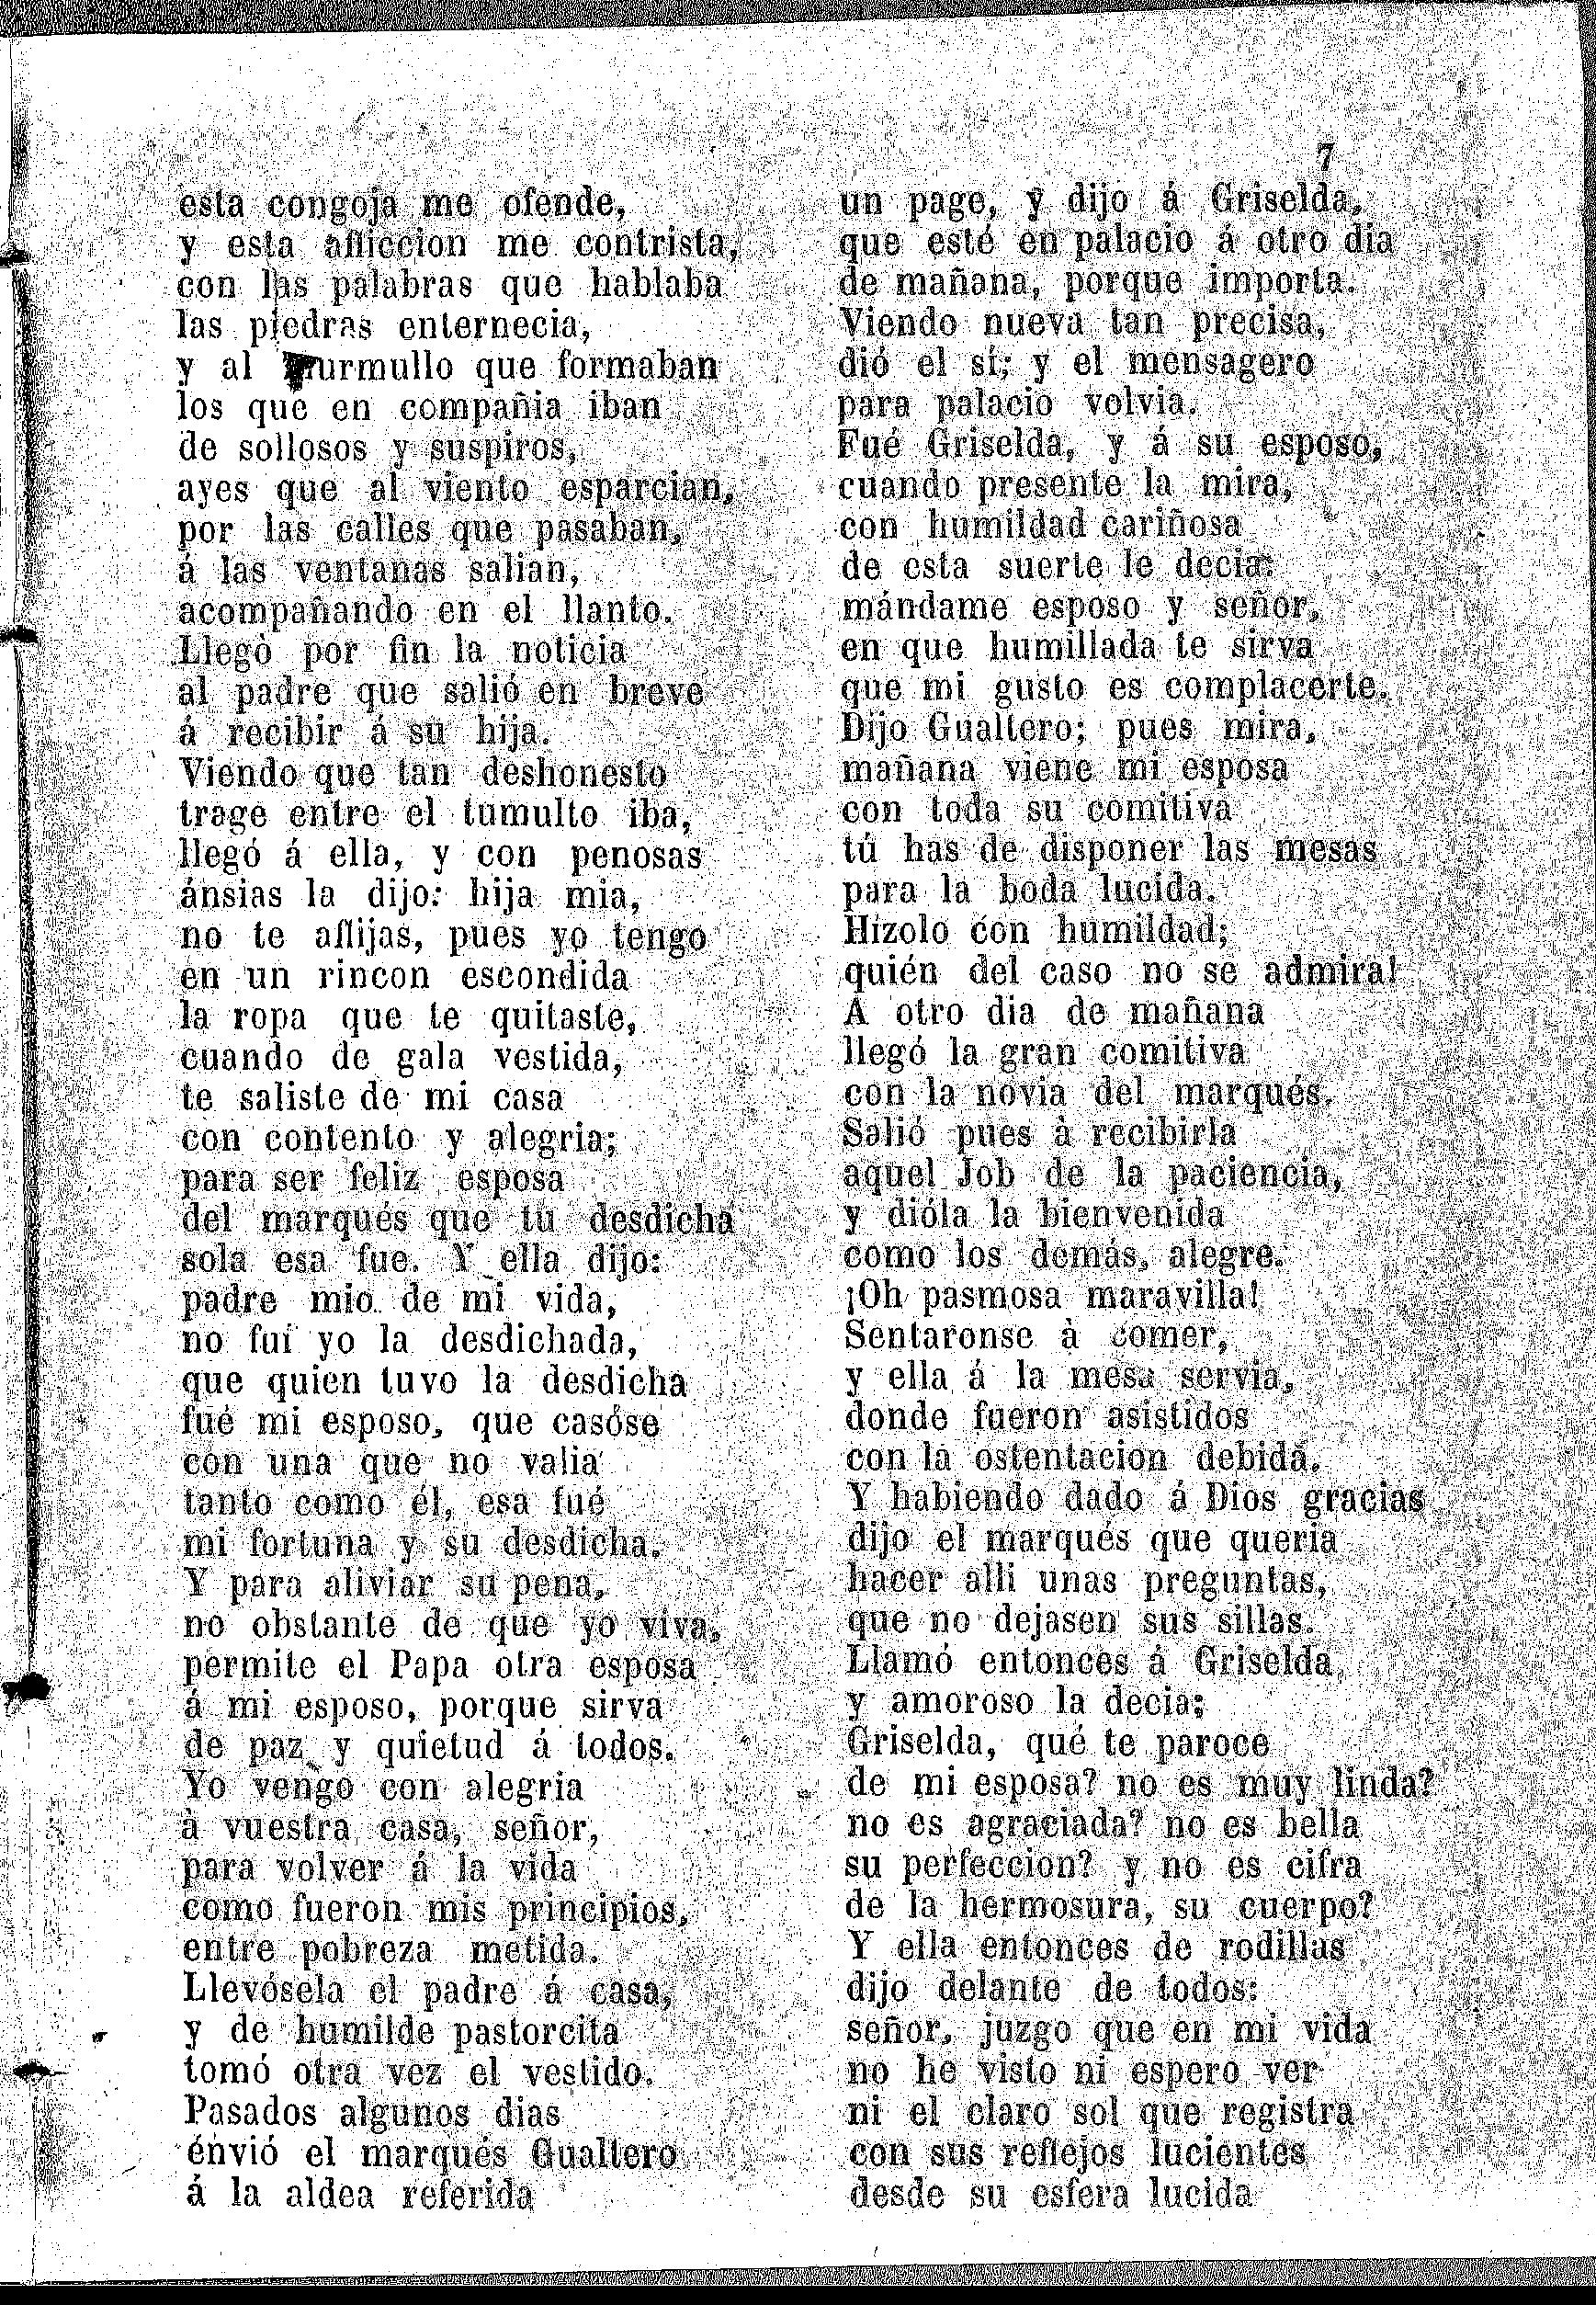 7
esta congoja me ofende,
y esta afliccion me contrista,
con las palabras que hablaba
las piedras enternecia,
y al murmullo que formaban
los que en compañia iban
de sollosos y suspiros,
ayes que al viento esparcian,
por las calles que pasaban,
á las ventanas salian,
acompañando en el llanto.
Llegò por fin la noticia
al padre que salió en breve
á recibir á su hija.
Viendo que tan deshonesto
trage entre el tumulto iba,
llegó á ella, y con penosas
ánsias la dijo: hija mia,
no te aflijas, pues yo tengo
en un rincon escondida
la ropa que te quitaste,
cuando de gala vestida,
te saliste de mi casa
con contento y alegria;
para ser feliz esposa
del marqués que tu desdicha
sola esa fue. Y ella dijo:
padre mio de mi vida,
no fui yo la desdichada,
que quien tuvo la desdicha
fué mi esposo, que casóse
con una que no valia
tanto como él, esa fué
mi fortuna y su desdicha.
Y para aliviar su pena,
no obstante de que yo viva,
permite el Papa otra esposa
á mi esposo, porque sirva
de paz y quietud á todos.
Yo vengo con alegria
à vuestra casa, señor,
para volver á la vida
como fueron mis principios,
entre pobreza metida.
Llevósela el padre á casa,
y de humilde pastorcita
tomó otra vez el vestido.
Pasados algunos dias
énvió el marqués Gualtero
á la aldea referida
un page, y dijo á Griselda,
que esté en palacio á otro dia
de mañana, porque importa.
Viendo nueva tan precisa,
dió el sí; y el mensagero
para palacio volvia.
Fué Griselda, y á su esposo,
cuando presente la mira,
con humildad cariñosa
de esta suerte le decia:
mándame esposo y señor,
en que humillada te sirva
que mi gusto es complacerte.
Dijo Gualtero; pues mira,
mañana viene mi esposa
con toda su comitiva
tú has de disponer las mesas
para la boda lucida.
Hizolo con humildad;
quién del caso no se admira!
A otro dia de mañana
llegó la gran comitiva
con la novia del marqués.
Salió pues à recibirla
aquel Job de la paciencia,
y dióla la bienvenida
como los demás, alegre.
¡Oh pasmosa maravilla!
Sentaronse à comer,
y ella á la mesa servia,
donde fueron asistidos
con la ostentacion debida.
Y habiendo dado á Dios gracias
dijo el marqués que queria
hacer alli unas preguntas,
que no dejasen sus sillas.
Llamó entonces á Griselda
y amoroso la decia:
Griselda, qué te paroce
de mi esposa? no es muy linda?
no es agraciada? no es bella
su perfeccion? y no es cifra
de la hermosura, su cuerpo?
Y ella entonces de rodillas
dijo delante de todos:
señor, juzgo que en mi vida
no he visto ni espero ver
ni el claro sol que registra
con sus reflejos lucientes
desde su esfera lucida